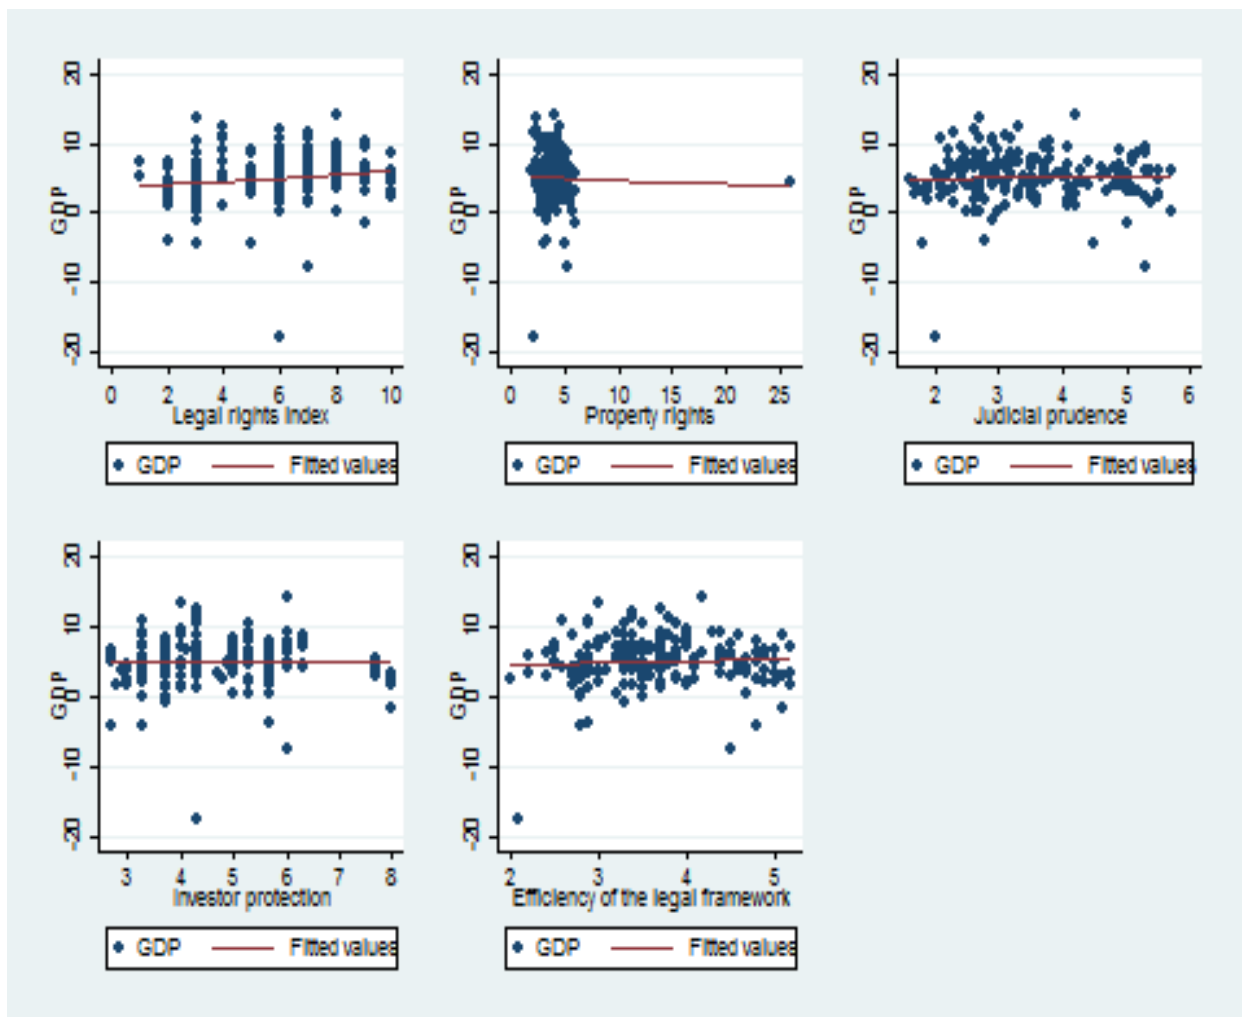 20
10
0
-10
-20
GDP
0 2 4 6 8 10
Legal rights index
GDP Fitted values
20
10
0
-10
-20
GDP
0 5 10 15 20 25
Property rights
GDP Fitted values
20
10
0
-10
-20
GDP
2 3 4 5 6
Judicial prudence
GDP Fitted values
20
10
0
-10
-20
GDP
3 4 5 6 7 8
Investor protection
GDP Fitted values
20
10
0
-10
-20
GDP
2 3 4 5
Efficiency of the legal framework
GDP Fitted values